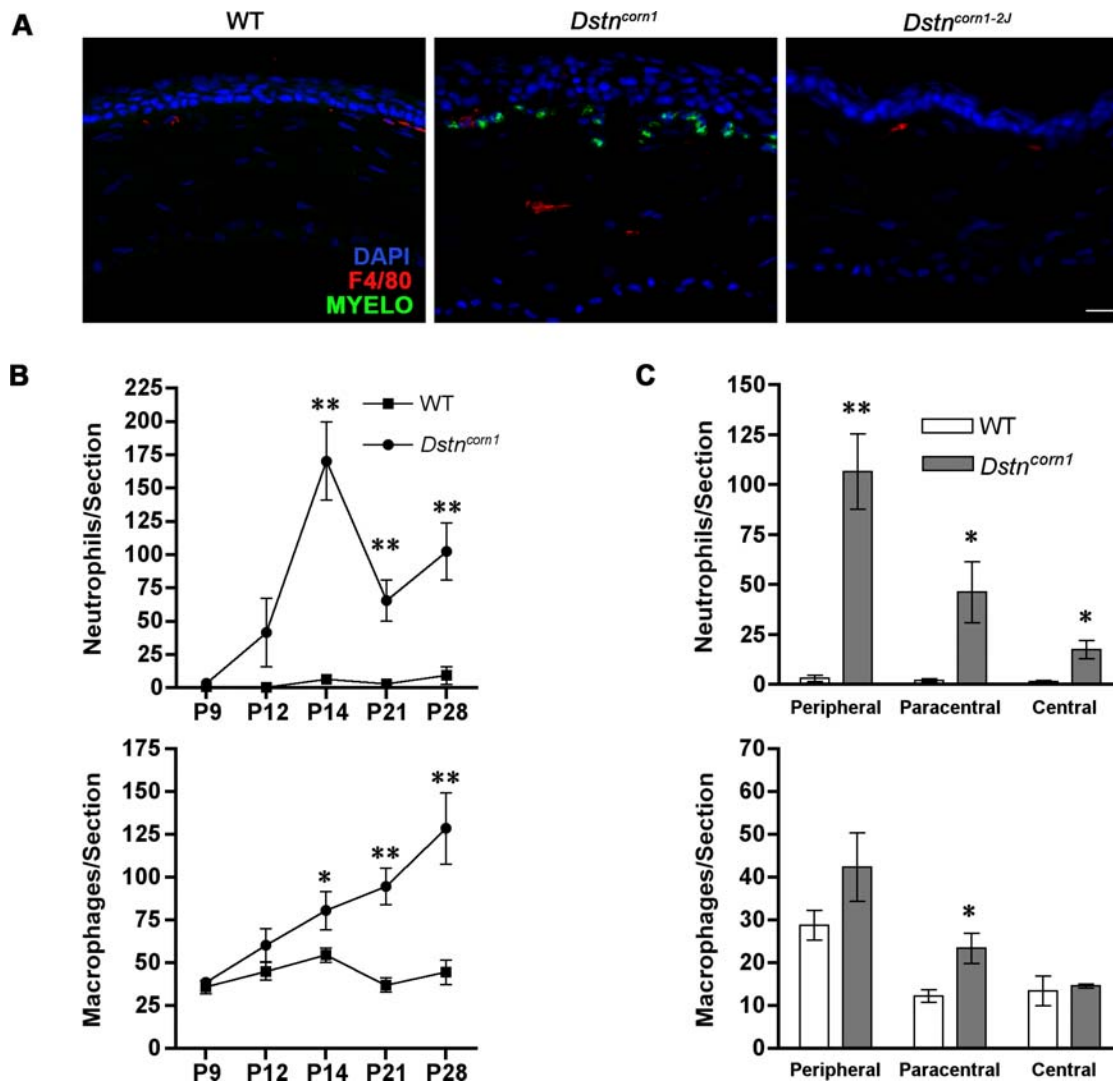 A
WT
Dstn^corn1
Dstn^corn1-2J
DAPI
F4/80
MYELO
B
Neutrophils/Section
225
200
175
150
125
100
75
50
25
0
**
**
**
WT
Dstn^corn1
P9 P12 P14 P21 P28
Macrophages/Section
175
150
125
100
75
50
25
0
*
**
**
P9 P12 P14 P21 P28
C
Neutrophils/Section
150
125
100
75
50
25
0
**
*
*
WT
Dstn^corn1
Peripheral Paracentral Central
Macrophages/Section
70
60
50
40
30
20
10
0
*
Peripheral Paracentral Central